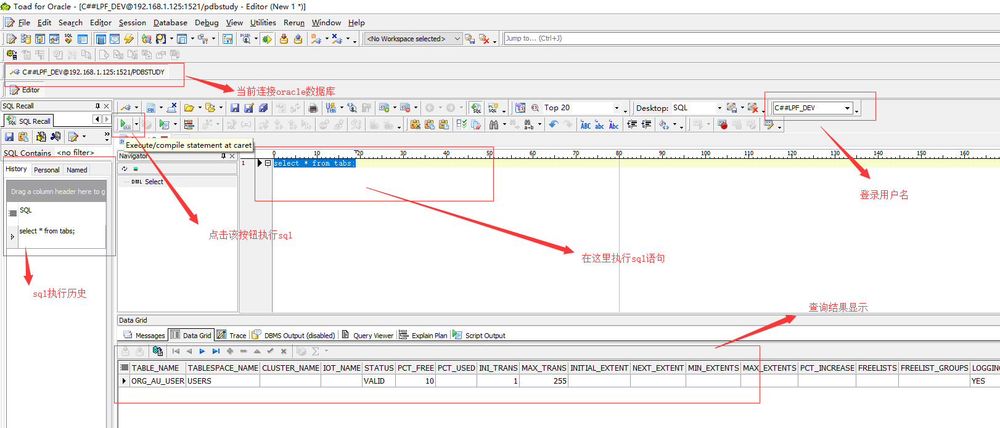 Toad for Oracle - [C##LPF_DEV@192.168.1.125:1521/pdbstudy - Editor (New 1 *)]
File Edit Search Editor Session Database Debug View Utilities Rerun Window Help
<No Workspace selected> Jump to... (Ctrl+J)
C##LPF_DEV@192.168.1.125:1521/PDBSTUDY
当前连接oracle数据库
Editor
SQL Recall
Top 20 Desktop: SQL C##LPF_DEV
SQL Recall
Execute/compile statement at caret
SQL Contains <no filter>
Navigator
0 10 20 30 40 50 60 70 80 90 100 110 120 130 140 150 160
History Personal Named
1 select * from tabs;
DML Select
Drag a column header here to g
登录用户名
SQL
select * from tabs;
点击该按钮执行sql
在这里执行sql语句
sql执行历史
查询结果显示
Data Grid
Messages Data Grid Trace DBMS Output (disabled) Query Viewer Explain Plan Script Output
TABLE_NAME TABLESPACE_NAME CLUSTER_NAME IOT_NAME STATUS PCT_FREE PCT_USED INI_TRANS MAX_TRANS INITIAL_EXTENT NEXT_EXTENT MIN_EXTENTS MAX_EXTENTS PCT_INCREASE FREELISTS FREELIST_GROUPS LOGGING
ORG_AU_USER USERS VALID 10 1 255 YES